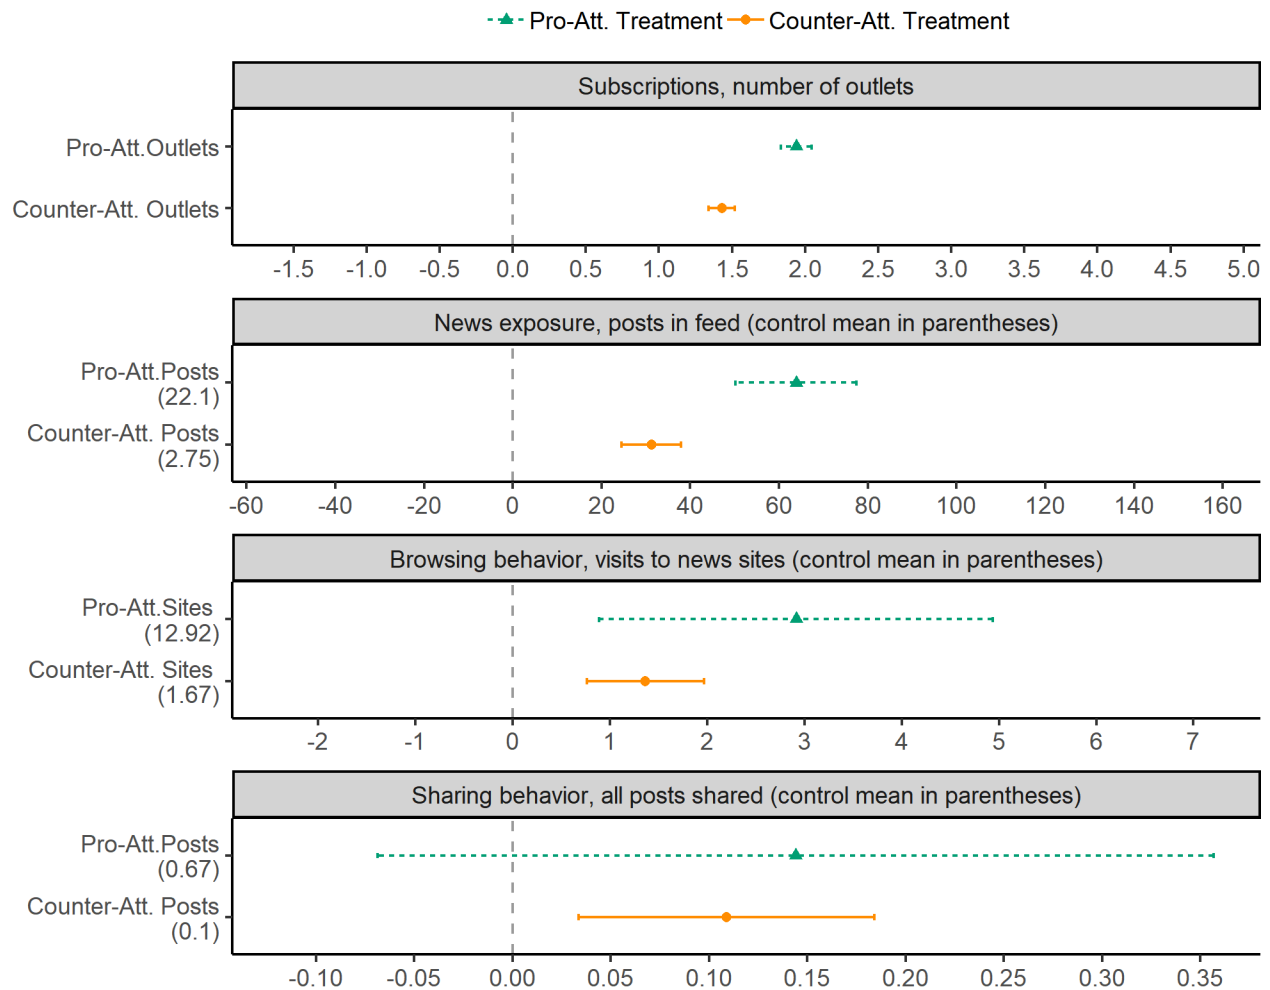 Pro-Att. Treatment Counter-Att. Treatment
Subscriptions, number of outlets
Pro-Att.Outlets
Counter-Att. Outlets
-1.5 -1.0 -0.5 0.0 0.5 1.0 1.5 2.0 2.5 3.0 3.5 4.0 4.5 5.0
News exposure, posts in feed (control mean in parentheses)
Pro-Att.Posts
(22.1)
Counter-Att. Posts
(2.75)
-60 -40 -20 0 20 40 60 80 100 120 140 160
Browsing behavior, visits to news sites (control mean in parentheses)
Pro-Att.Sites
(12.92)
Counter-Att. Sites
(1.67)
-2 -1 0 1 2 3 4 5 6 7
Sharing behavior, all posts shared (control mean in parentheses)
Pro-Att.Posts
(0.67)
Counter-Att. Posts
(0.1)
-0.10 -0.05 0.00 0.05 0.10 0.15 0.20 0.25 0.30 0.35